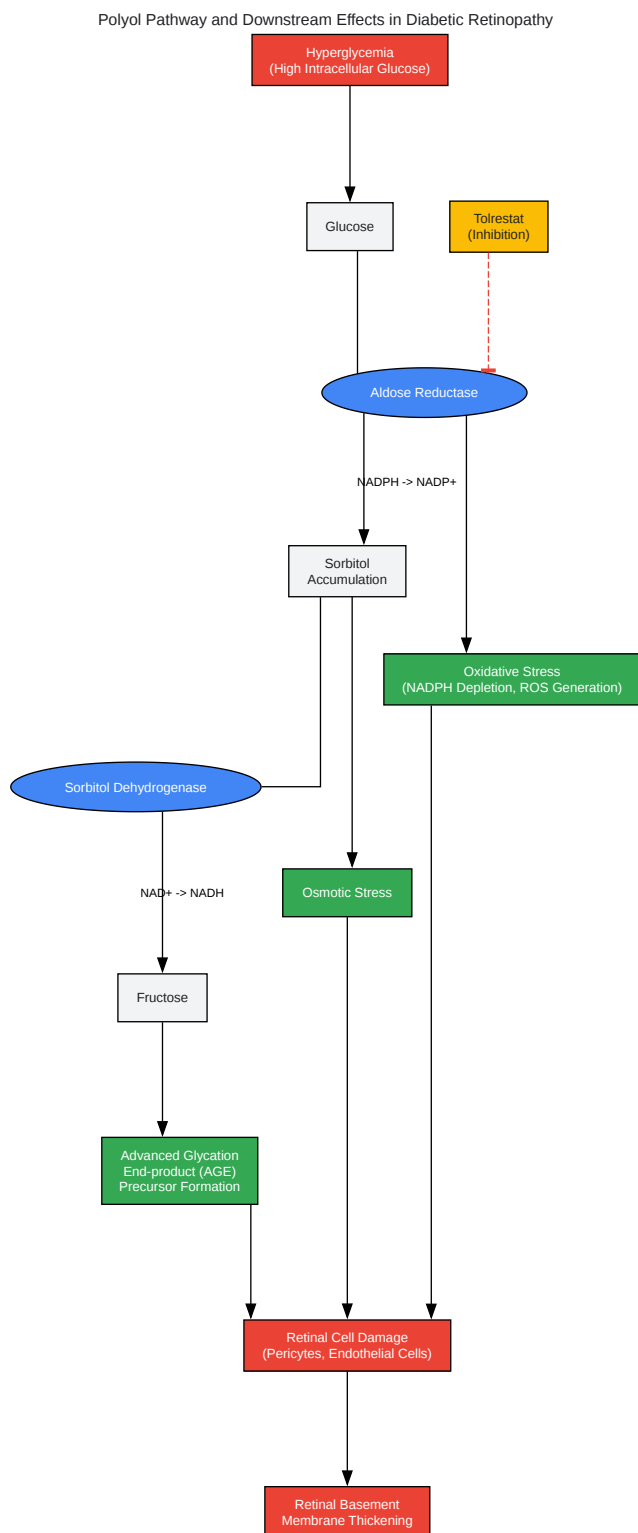 Polyol Pathway and Downstream Effects in Diabetic Retinopathy
Hyperglycemia
(High Intracellular Glucose)
Glucose
Tolrestat
(Inhibition)
Aldose Reductase
NADPH -> NADP+
Sorbitol
Accumulation
Oxidative Stress
(NADPH Depletion, ROS Generation)
Sorbitol Dehydrogenase
NAD+ -> NADH
Osmotic Stress
Fructose
Advanced Glycation
End-product (AGE)
Precursor Formation
Retinal Cell Damage
(Pericytes, Endothelial Cells)
Retinal Basement
Membrane Thickening